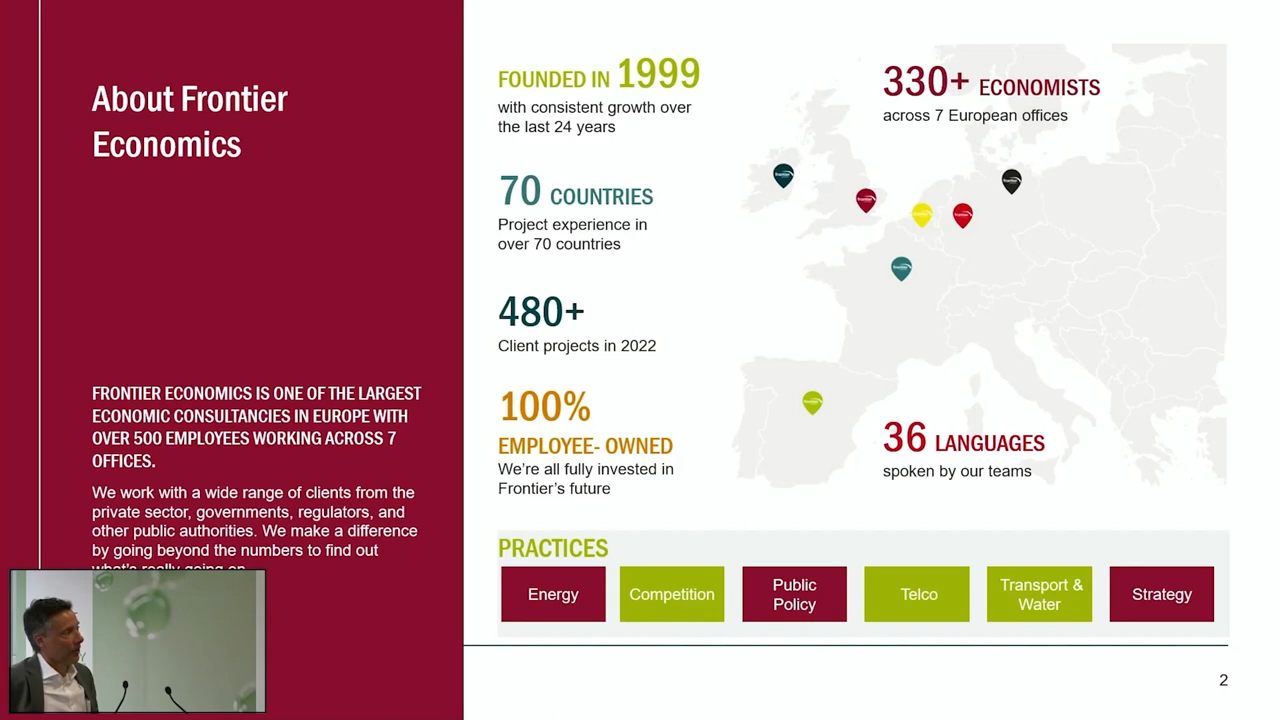 About Frontier
Economics
FRONTIER ECONOMICS IS ONE OF THE LARGEST
ECONOMIC CONSULTANCIES IN EUROPE WITH
OVER 500 EMPLOYEES WORKING ACROSS 7
OFFICES.
We work with a wide range of clients from the
private sector, governments, regulators, and
other public authorities. We make a difference
by going beyond the numbers to find out
what's really going on.
FOUNDED IN 1999
with consistent growth over
the last 24 years
70 COUNTRIES
Project experience in
over 70 countries
480+
Client projects in 2022
100%
EMPLOYEE- OWNED
We're all fully invested in
Frontier's future
330+ ECONOMISTS
across 7 European offices
36 LANGUAGES
spoken by our teams
PRACTICES
Energy
Competition
Public
Policy
Telco
Transport &
Water
Strategy
2